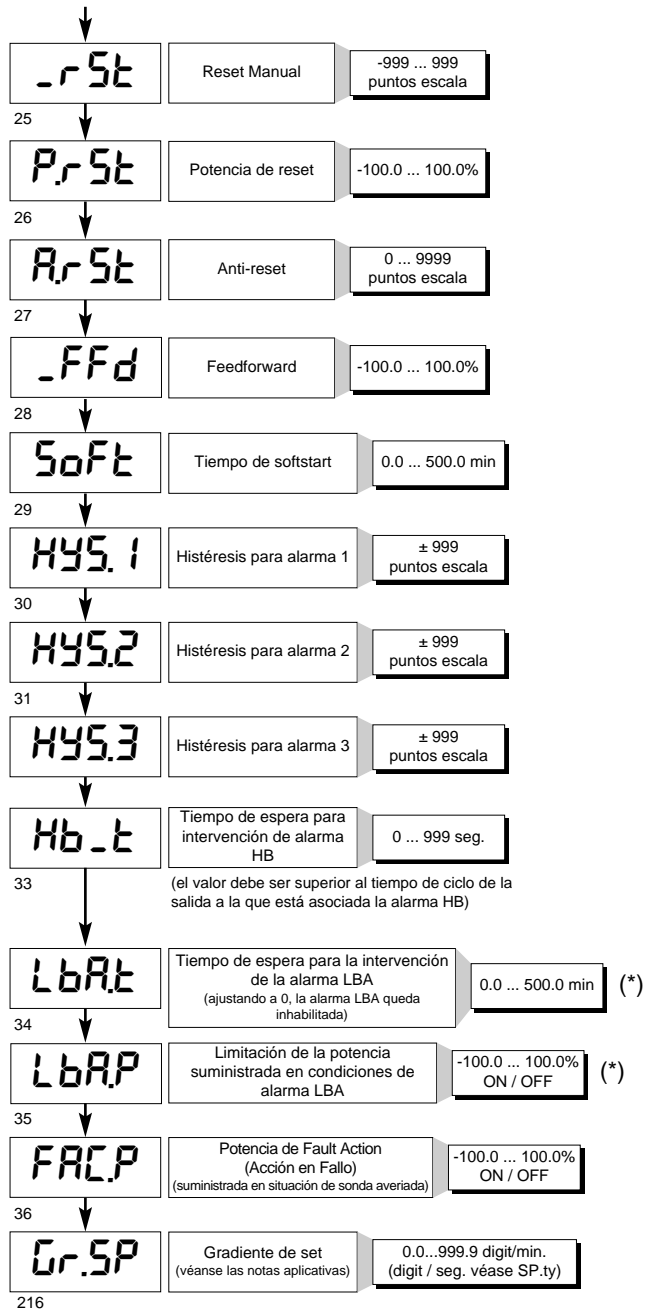 _rSt
Reset Manual
-999 ... 999
puntos escala
25
P.rSt
Potencia de reset
-100.0 ... 100.0%
26
A.rSt
Anti-reset
0 ... 9999
puntos escala
27
_FFd
Feedforward
-100.0 ... 100.0%
28
SoFt
Tiempo de softstart
0.0 ... 500.0 min
29
HYS. 1
Histéresis para alarma 1
± 999
puntos escala
30
HYS.2
Histéresis para alarma 2
± 999
puntos escala
31
HYS.3
Histéresis para alarma 3
± 999
puntos escala
Hb_t
Tiempo de espera para
intervención de alarma
HB
0 ... 999 seg.
33
(el valor debe ser superior al tiempo de ciclo de la
salida a la que está asociada la alarma HB)
LbA.t
Tiempo de espera para la intervención
de la alarma LBA
(ajustando a 0, la alarma LBA queda
inhabilitada)
0.0 ... 500.0 min
(*)
34
LbA.P
Limitación de la potencia
suministrada en condiciones de
alarma LBA
-100.0 ... 100.0%
ON / OFF
(*)
35
FAC.P
Potencia de Fault Action
(Acción en Fallo)
(suministrada en situación de sonda averiada)
-100.0 ... 100.0%
ON / OFF
36
Gr.SP
Gradiente de set
(véanse las notas aplicativas)
0.0...999.9 digit/min.
(digit / seg. véase SP.ty)
216